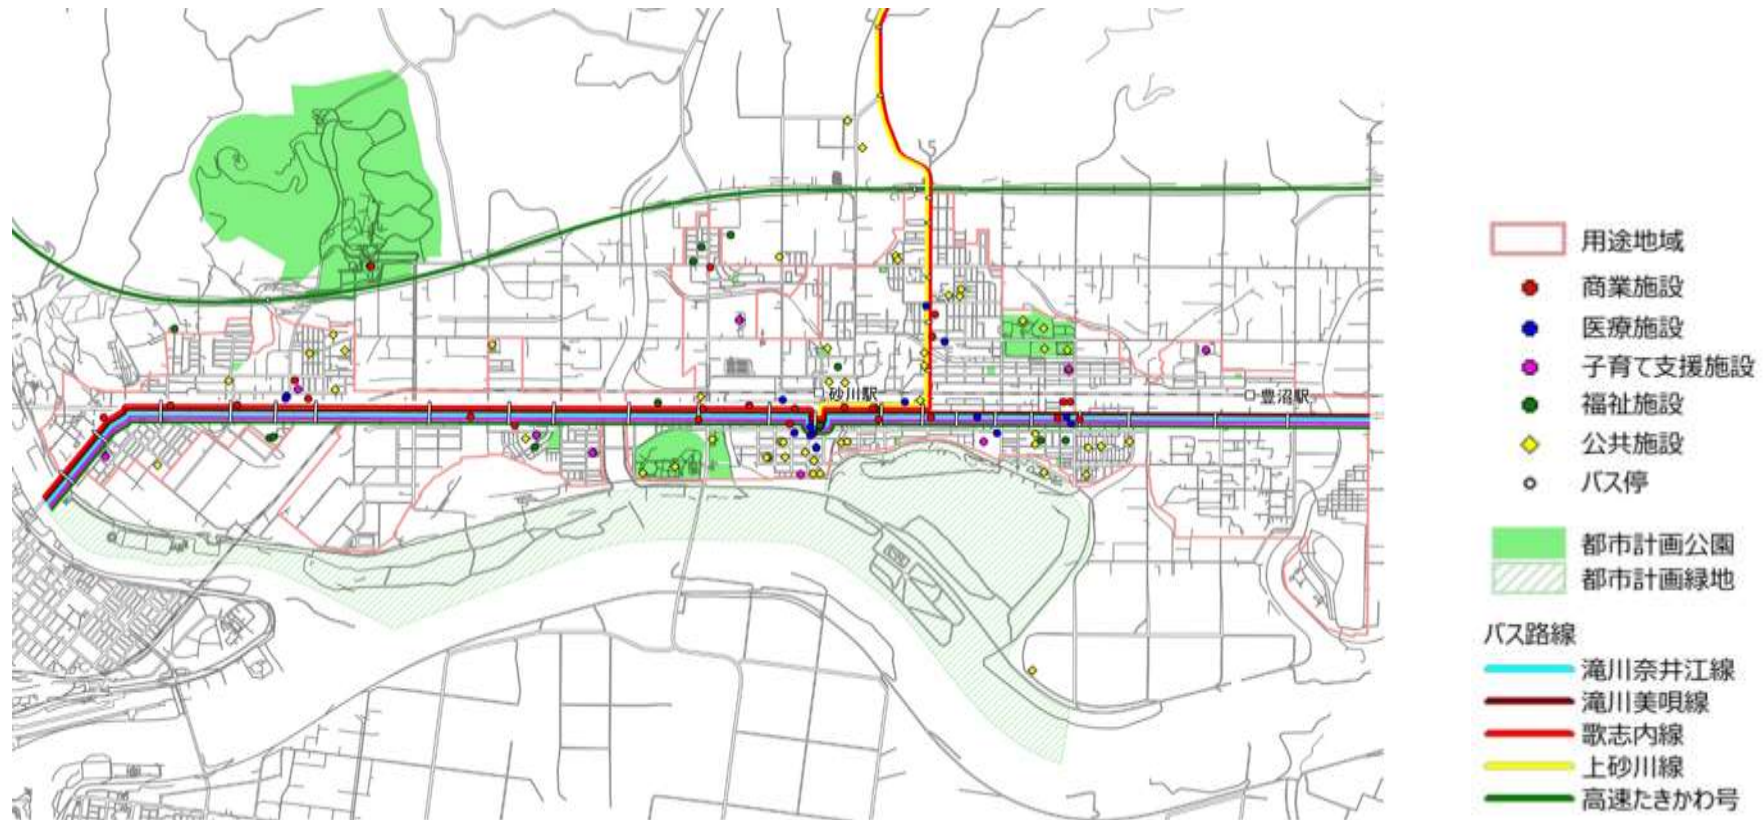 砂川駅
豊沼駅
用途地域
商業施設
医療施設
子育て支援施設
福祉施設
公共施設
バス停
都市計画公園
都市計画緑地
バス路線
滝川奈井江線
滝川美唄線
歌志内線
上砂川線
高速たきかわ号